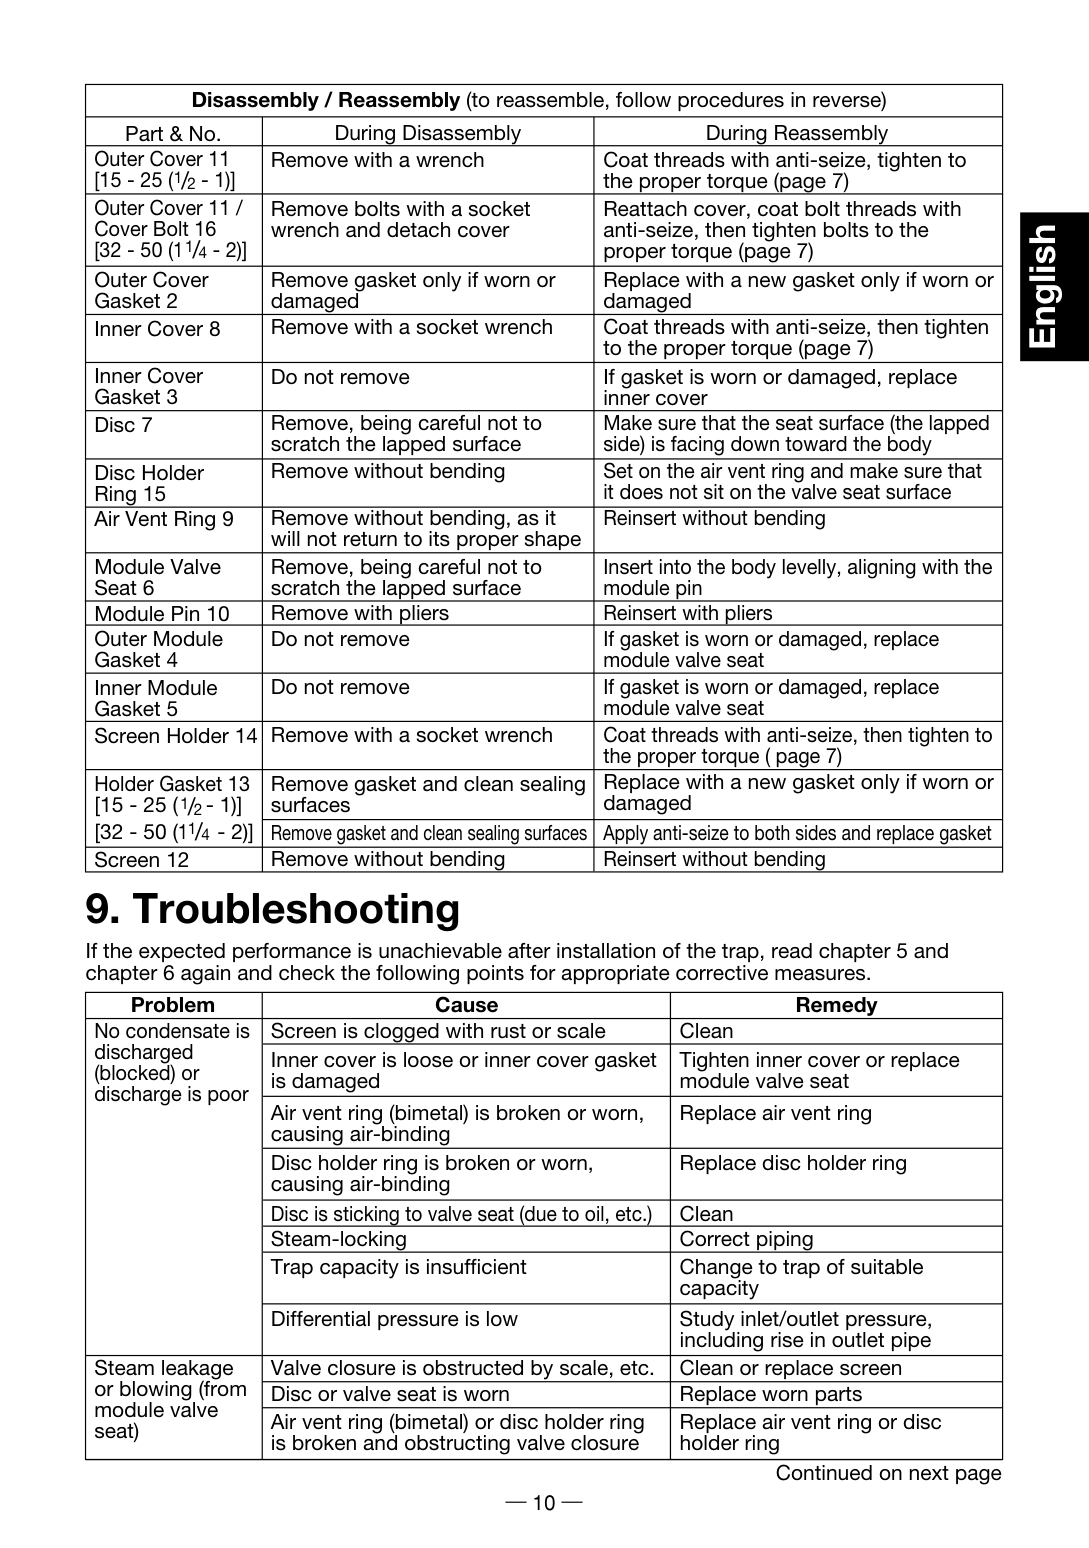 Disassembly / Reassembly (to reassemble, follow procedures in reverse)
Part & No.
During Disassembly
During Reassembly
Outer Cover 11
[15 - 25 (1/2 - 1)]
Remove with a wrench
Coat threads with anti-seize, tighten to
the proper torque (page 7)
Outer Cover 11 /
Cover Bolt 16
[32 - 50 (1 1/4 - 2)]
Remove bolts with a socket
wrench and detach cover
Reattach cover, coat bolt threads with
anti-seize, then tighten bolts to the
proper torque (page 7)
Outer Cover
Gasket 2
Remove gasket only if worn or
damaged
Replace with a new gasket only if worn or
damaged
Inner Cover 8
Remove with a socket wrench
Coat threads with anti-seize, then tighten
to the proper torque (page 7)
Inner Cover
Gasket 3
Do not remove
If gasket is worn or damaged, replace
inner cover
Disc 7
Remove, being careful not to
scratch the lapped surface
Make sure that the seat surface (the lapped
side) is facing down toward the body
Disc Holder
Ring 15
Remove without bending
Set on the air vent ring and make sure that
it does not sit on the valve seat surface
Air Vent Ring 9
Remove without bending, as it
will not return to its proper shape
Reinsert without bending
Module Valve
Seat 6
Remove, being careful not to
scratch the lapped surface
Insert into the body levelly, aligning with the
module pin
Module Pin 10
Remove with pliers
Reinsert with pliers
Outer Module
Gasket 4
Do not remove
If gasket is worn or damaged, replace
module valve seat
Inner Module
Gasket 5
Do not remove
If gasket is worn or damaged, replace
module valve seat
Screen Holder 14
Remove with a socket wrench
Coat threads with anti-seize, then tighten to
the proper torque ( page 7)
Holder Gasket 13
[15 - 25 (1/2 - 1)]
Remove gasket and clean sealing
surfaces
Replace with a new gasket only if worn or
damaged
[32 - 50 (1 1/4 - 2)]
Remove gasket and clean sealing surfaces
Apply anti-seize to both sides and replace gasket
Screen 12
Remove without bending
Reinsert without bending
English
9. Troubleshooting
If the expected performance is unachievable after installation of the trap, read chapter 5 and
chapter 6 again and check the following points for appropriate corrective measures.
Problem
Cause
Remedy
No condensate is
discharged
(blocked) or
discharge is poor
Screen is clogged with rust or scale
Clean
Inner cover is loose or inner cover gasket
is damaged
Tighten inner cover or replace
module valve seat
Air vent ring (bimetal) is broken or worn,
causing air-binding
Replace air vent ring
Disc holder ring is broken or worn,
causing air-binding
Replace disc holder ring
Disc is sticking to valve seat (due to oil, etc.)
Clean
Steam-locking
Correct piping
Trap capacity is insufficient
Change to trap of suitable
capacity
Differential pressure is low
Study inlet/outlet pressure,
including rise in outlet pipe
Steam leakage
or blowing (from
module valve
seat)
Valve closure is obstructed by scale, etc.
Clean or replace screen
Disc or valve seat is worn
Replace worn parts
Air vent ring (bimetal) or disc holder ring
is broken and obstructing valve closure
Replace air vent ring or disc
holder ring
Continued on next page
— 10 —